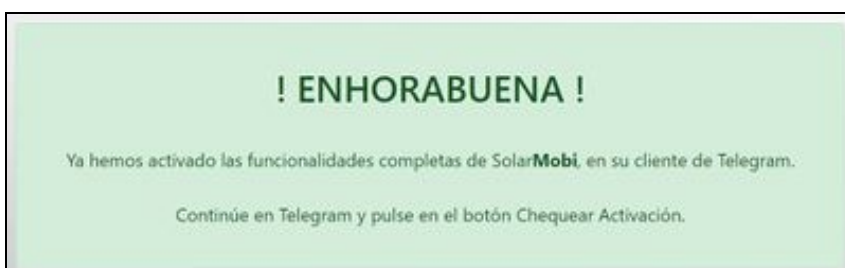 ! ENHORABUENA !
Ya hemos activado las funcionalidades completas de SolarMobi, en su cliente de Telegram.
Continúe en Telegram y pulse en el botón Chequear Activación.